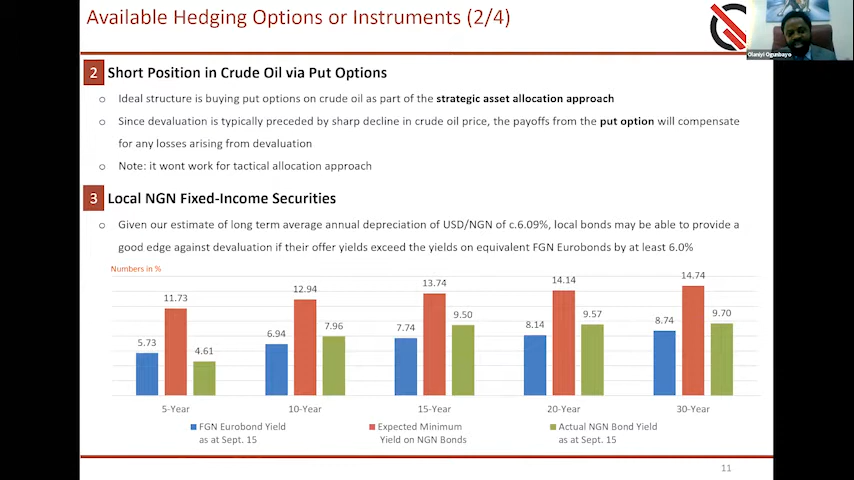 Available Hedging Options or Instruments (2/4)
Olaniyi Ogunbayo
2 Short Position in Crude Oil via Put Options
o Ideal structure is buying put options on crude oil as part of the strategic asset allocation approach
o Since devaluation is typically preceded by sharp decline in crude oil price, the payoffs from the put option will compensate
for any losses arising from devaluation
o Note: it wont work for tactical allocation approach
3 Local NGN Fixed-Income Securities
o Given our estimate of long term average annual depreciation of USD/NGN of c.6.09%, local bonds may be able to provide a
good edge against devaluation if their offer yields exceed the yields on equivalent FGN Eurobonds by at least 6.0%
Numbers in %
5.73 11.73 4.61 6.94 12.94 7.96 7.74 13.74 9.50 8.14 14.14 9.57 8.74 14.74 9.70
5-Year 10-Year 15-Year 20-Year 30-Year
FGN Eurobond Yield Expected Minimum Actual NGN Bond Yield
as at Sept. 15 Yield on NGN Bonds as at Sept. 15
11